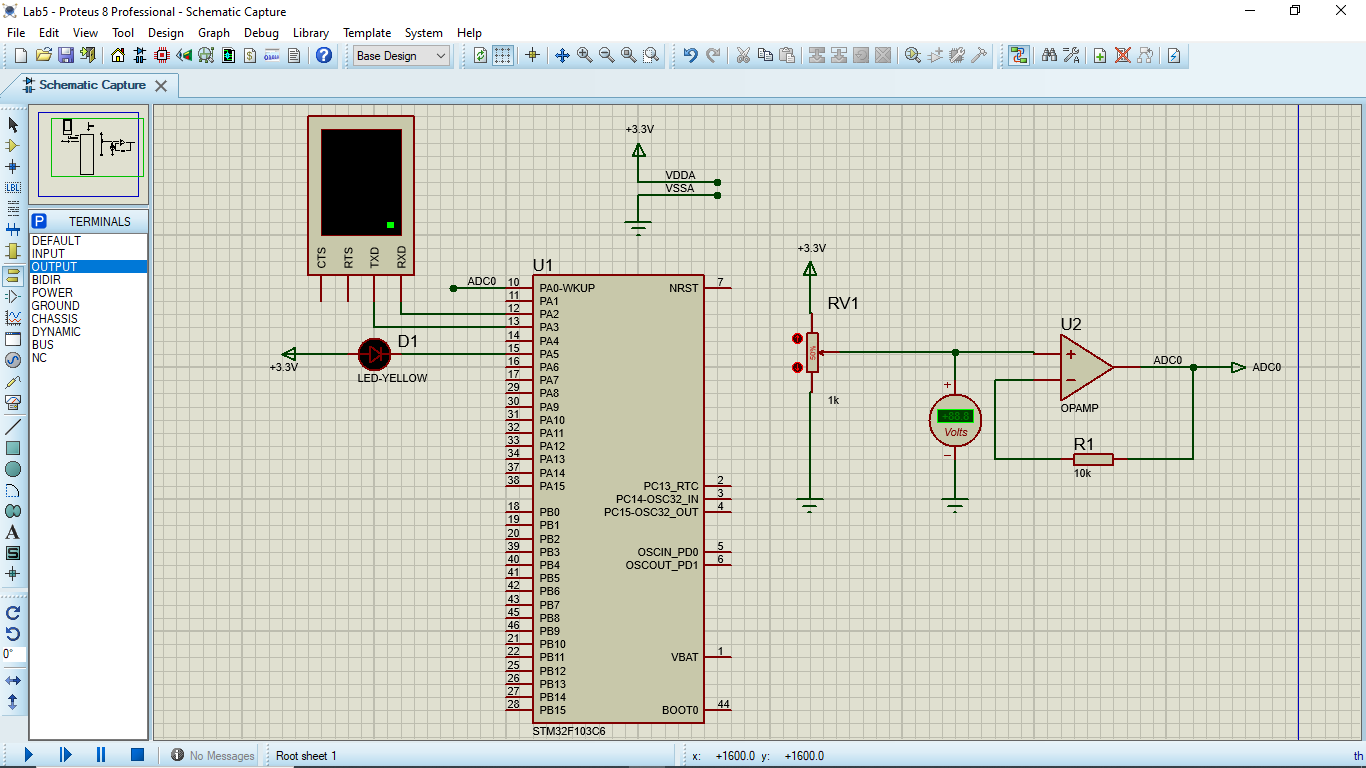 Lab5 - Proteus 8 Professional - Schematic Capture
File Edit View Tool Design Graph Debug Library Template System Help
Base Design
Schematic Capture
P TERMINALS
DEFAULT
INPUT
OUTPUT
BIDIR
POWER
GROUND
CHASSIS
DYNAMIC
BUS
NC
LBL
A
S
0°
CTS
RTS
TXD
RXD
+3.3V
VDDA
VSSA
ADC0
D1
+3.3V
LED-YELLOW
U1
10 PA0-WKUP
11 PA1
12 PA2
13 PA3
14 PA4
15 PA5
16 PA6
17 PA7
29 PA8
30 PA9
31 PA10
32 PA11
33 PA12
34 PA13
37 PA14
38 PA15
18 PB0
19 PB1
20 PB2
39 PB3
40 PB4
41 PB5
42 PB6
43 PB7
45 PB8
46 PB9
21 PB10
22 PB11
25 PB12
26 PB13
27 PB14
28 PB15
NRST 7
PC13_RTC 2
PC14-OSC32_IN 3
PC15-OSC32_OUT 4
OSCIN_PD0 5
OSCOUT_PD1 6
VBAT 1
BOOT0 44
STM32F103C6
+3.3V
RV1
50%
1k
+
+88.8
Volts
−
U2
+
−
OPAMP
ADC0
ADC0
R1
10k
No Messages
Root sheet 1
x: +1600.0 y: +1600.0
th